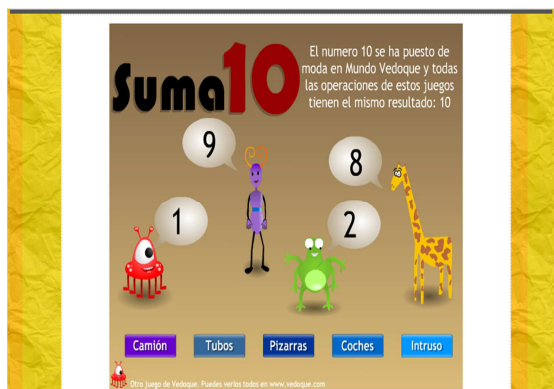 Suma10
El numero 10 se ha puesto de
moda en Mundo Vedoque y todas
las operaciones de estos juegos
tienen el mismo resultado: 10
9
8
1
2
Camión Tubos Pizarras Coches Intruso
Otro juego de Vedoque. Puedes verlos todos en www.vedoque.com